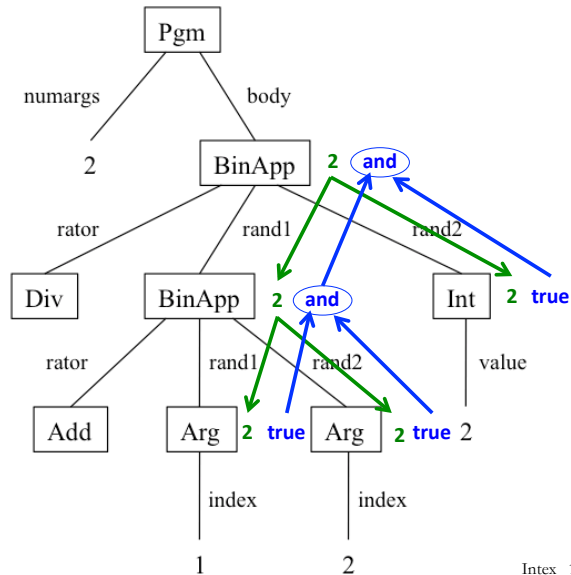 Pgm
numargs body
2 BinApp 2 and
rator rand1 rand2
Div BinApp 2 and Int 2 true
rator rand1 rand2 value
Add Arg 2 true Arg 2 true 2
index index
1 2
Intex